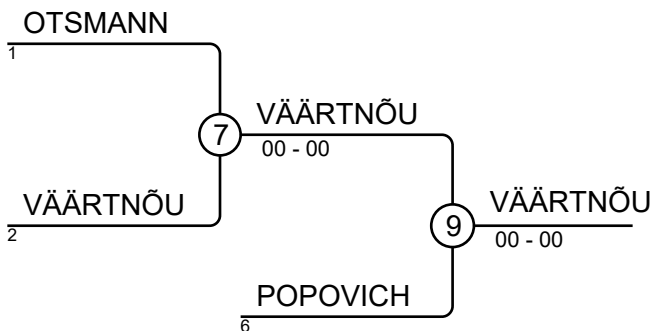 OTSMANN
1
7
VÄÄRTNÕU
00 - 00
VÄÄRTNÕU
2
9
VÄÄRTNÕU
00 - 00
POPOVICH
6